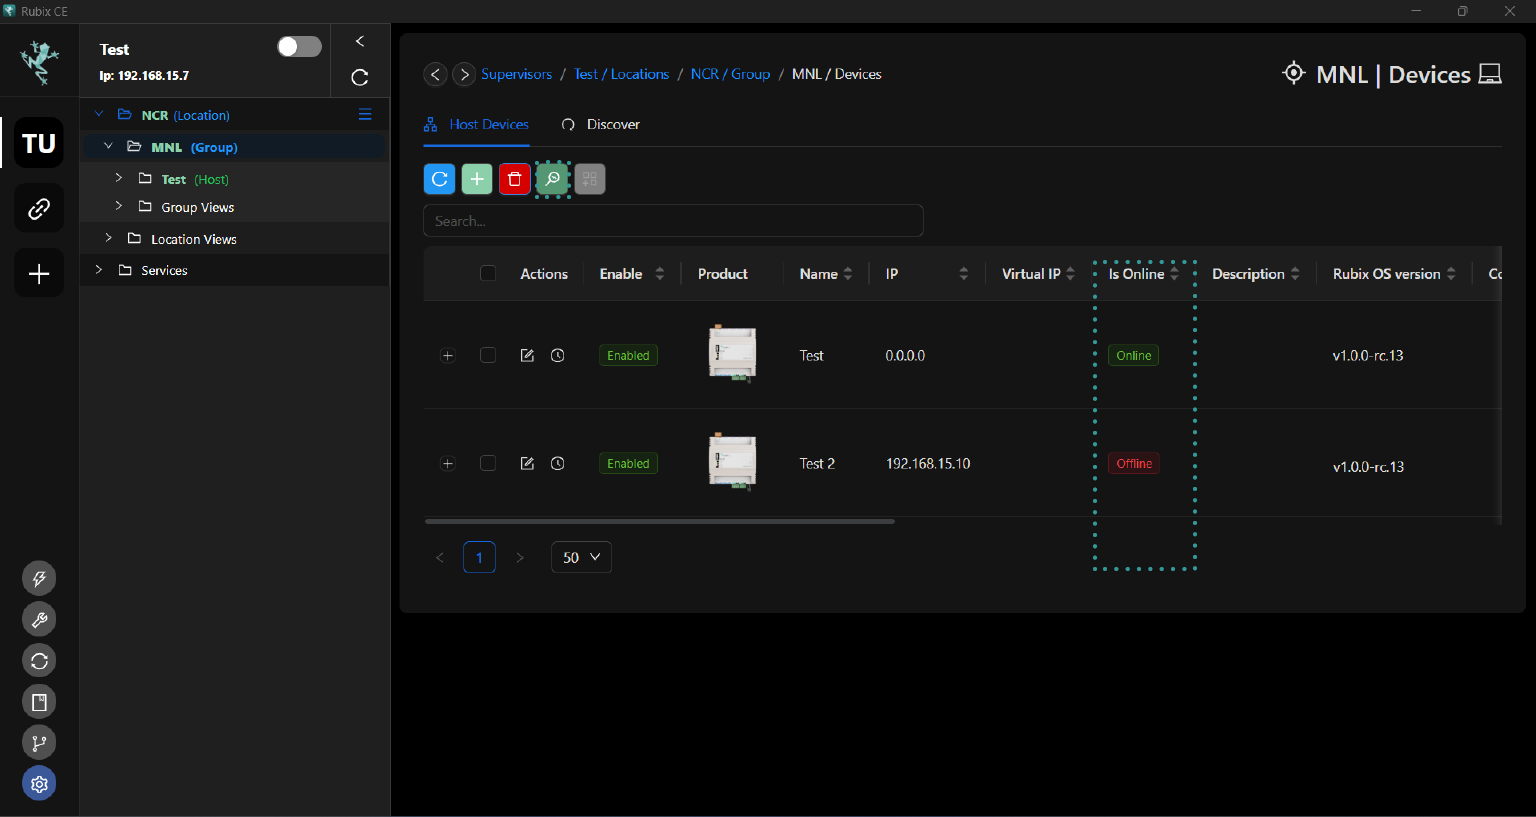 Rubix CE
Test
Ip: 192.168.15.7
NCR (Location)
MNL (Group)
Test (Host)
Group Views
Location Views
Services
TU
Supervisors / Test / Locations / NCR / Group / MNL / Devices
MNL | Devices
Host Devices Discover
Search...
Actions Enable Product Name IP Virtual IP Is Online Description Rubix OS version Co
Enabled Test 0.0.0.0 Online v1.0.0-rc.13
Enabled Test 2 192.168.15.10 Offline v1.0.0-rc.13
1 50